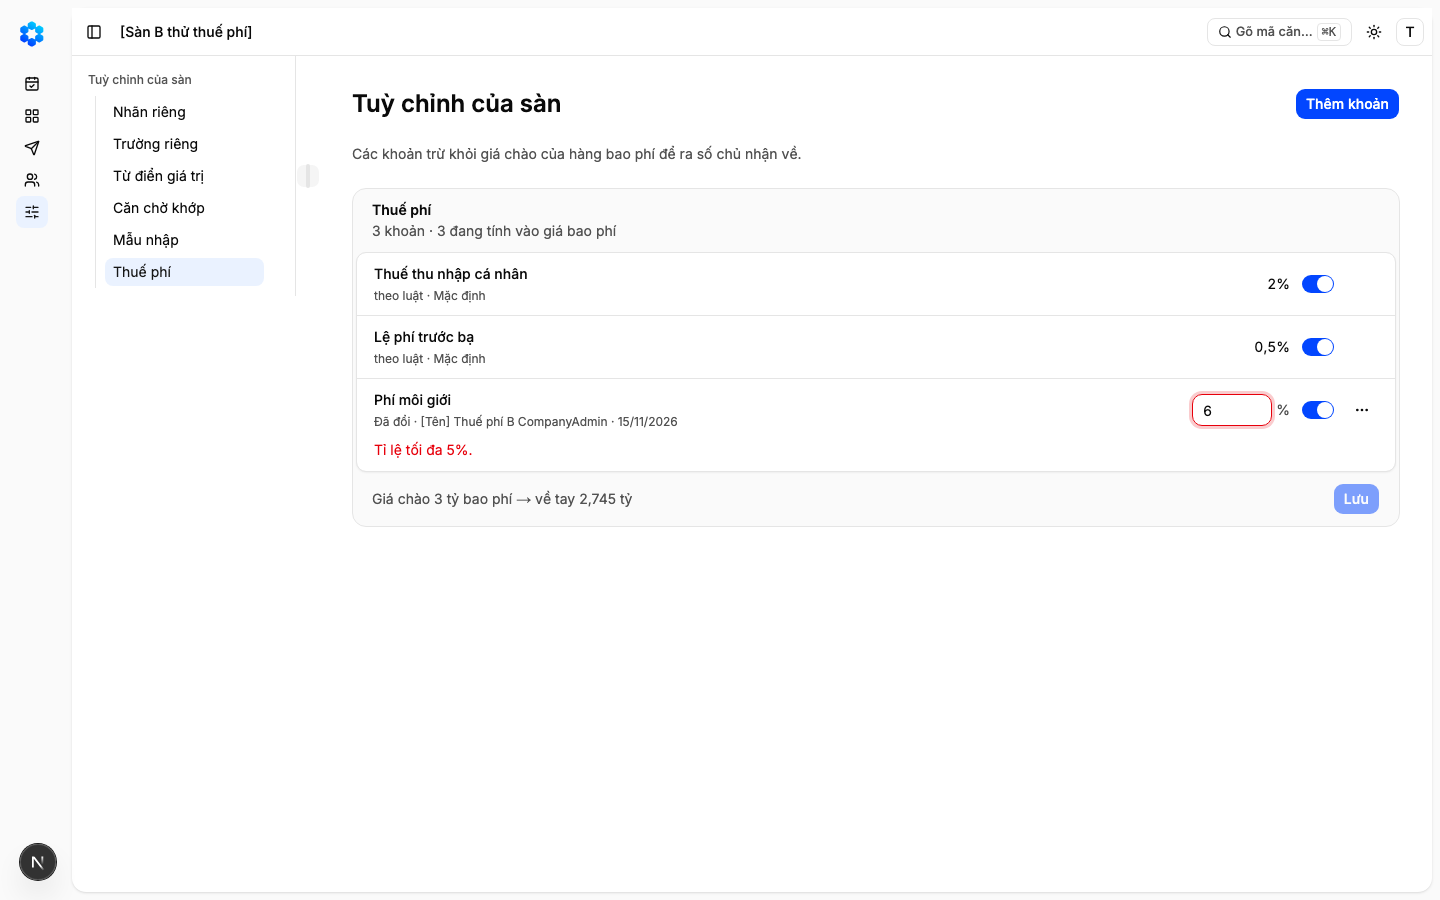 [Sàn B thử thuế phí]
Gõ mã căn... ⌘K
T
Tuỳ chỉnh của sàn
Nhãn riêng
Trường riêng
Từ điển giá trị
Căn chờ khớp
Mẫu nhập
Thuế phí
Tuỳ chỉnh của sàn
Thêm khoản
Các khoản trừ khỏi giá chào của hàng bao phí để ra số chủ nhận về.
Thuế phí
3 khoản · 3 đang tính vào giá bao phí
Thuế thu nhập cá nhân
theo luật · Mặc định
2%
Lệ phí trước bạ
theo luật · Mặc định
0,5%
Phí môi giới
Đã đổi · [Tên] Thuế phí B CompanyAdmin · 15/11/2026
6 %
Tỉ lệ tối đa 5%.
Giá chào 3 tỷ bao phí → về tay 2,745 tỷ
Lưu
N